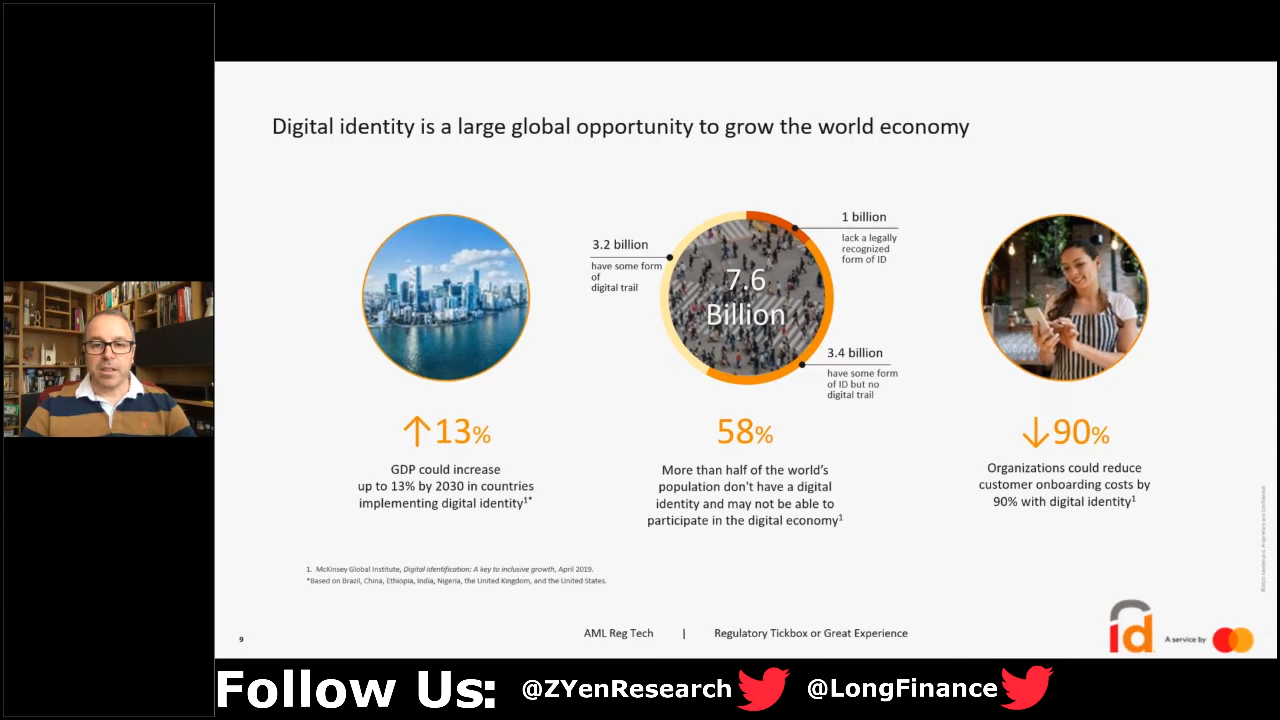 Digital identity is a large global opportunity to grow the world economy
3.2 billion
have some form
of
digital trail
7.6
Billion
1 billion
lack a legally
recognized
form of ID
3.4 billion
have some form
of ID but no
digital trail
↑13%
GDP could increase
up to 13% by 2030 in countries
implementing digital identity¹*
58%
More than half of the world's
population don't have a digital
identity and may not be able to
participate in the digital economy¹
↓90%
Organizations could reduce
customer onboarding costs by
90% with digital identity¹
1. McKinsey Global Institute, Digital identification: A key to inclusive growth, April 2019.
*Based on Brazil, China, Ethiopia, India, Nigeria, the United Kingdom, and the United States.
©2020 Mastercard. Proprietary and Confidential
9
AML Reg Tech | Regulatory Tickbox or Great Experience
id
A service by
Follow Us: @ZYenResearch @LongFinance